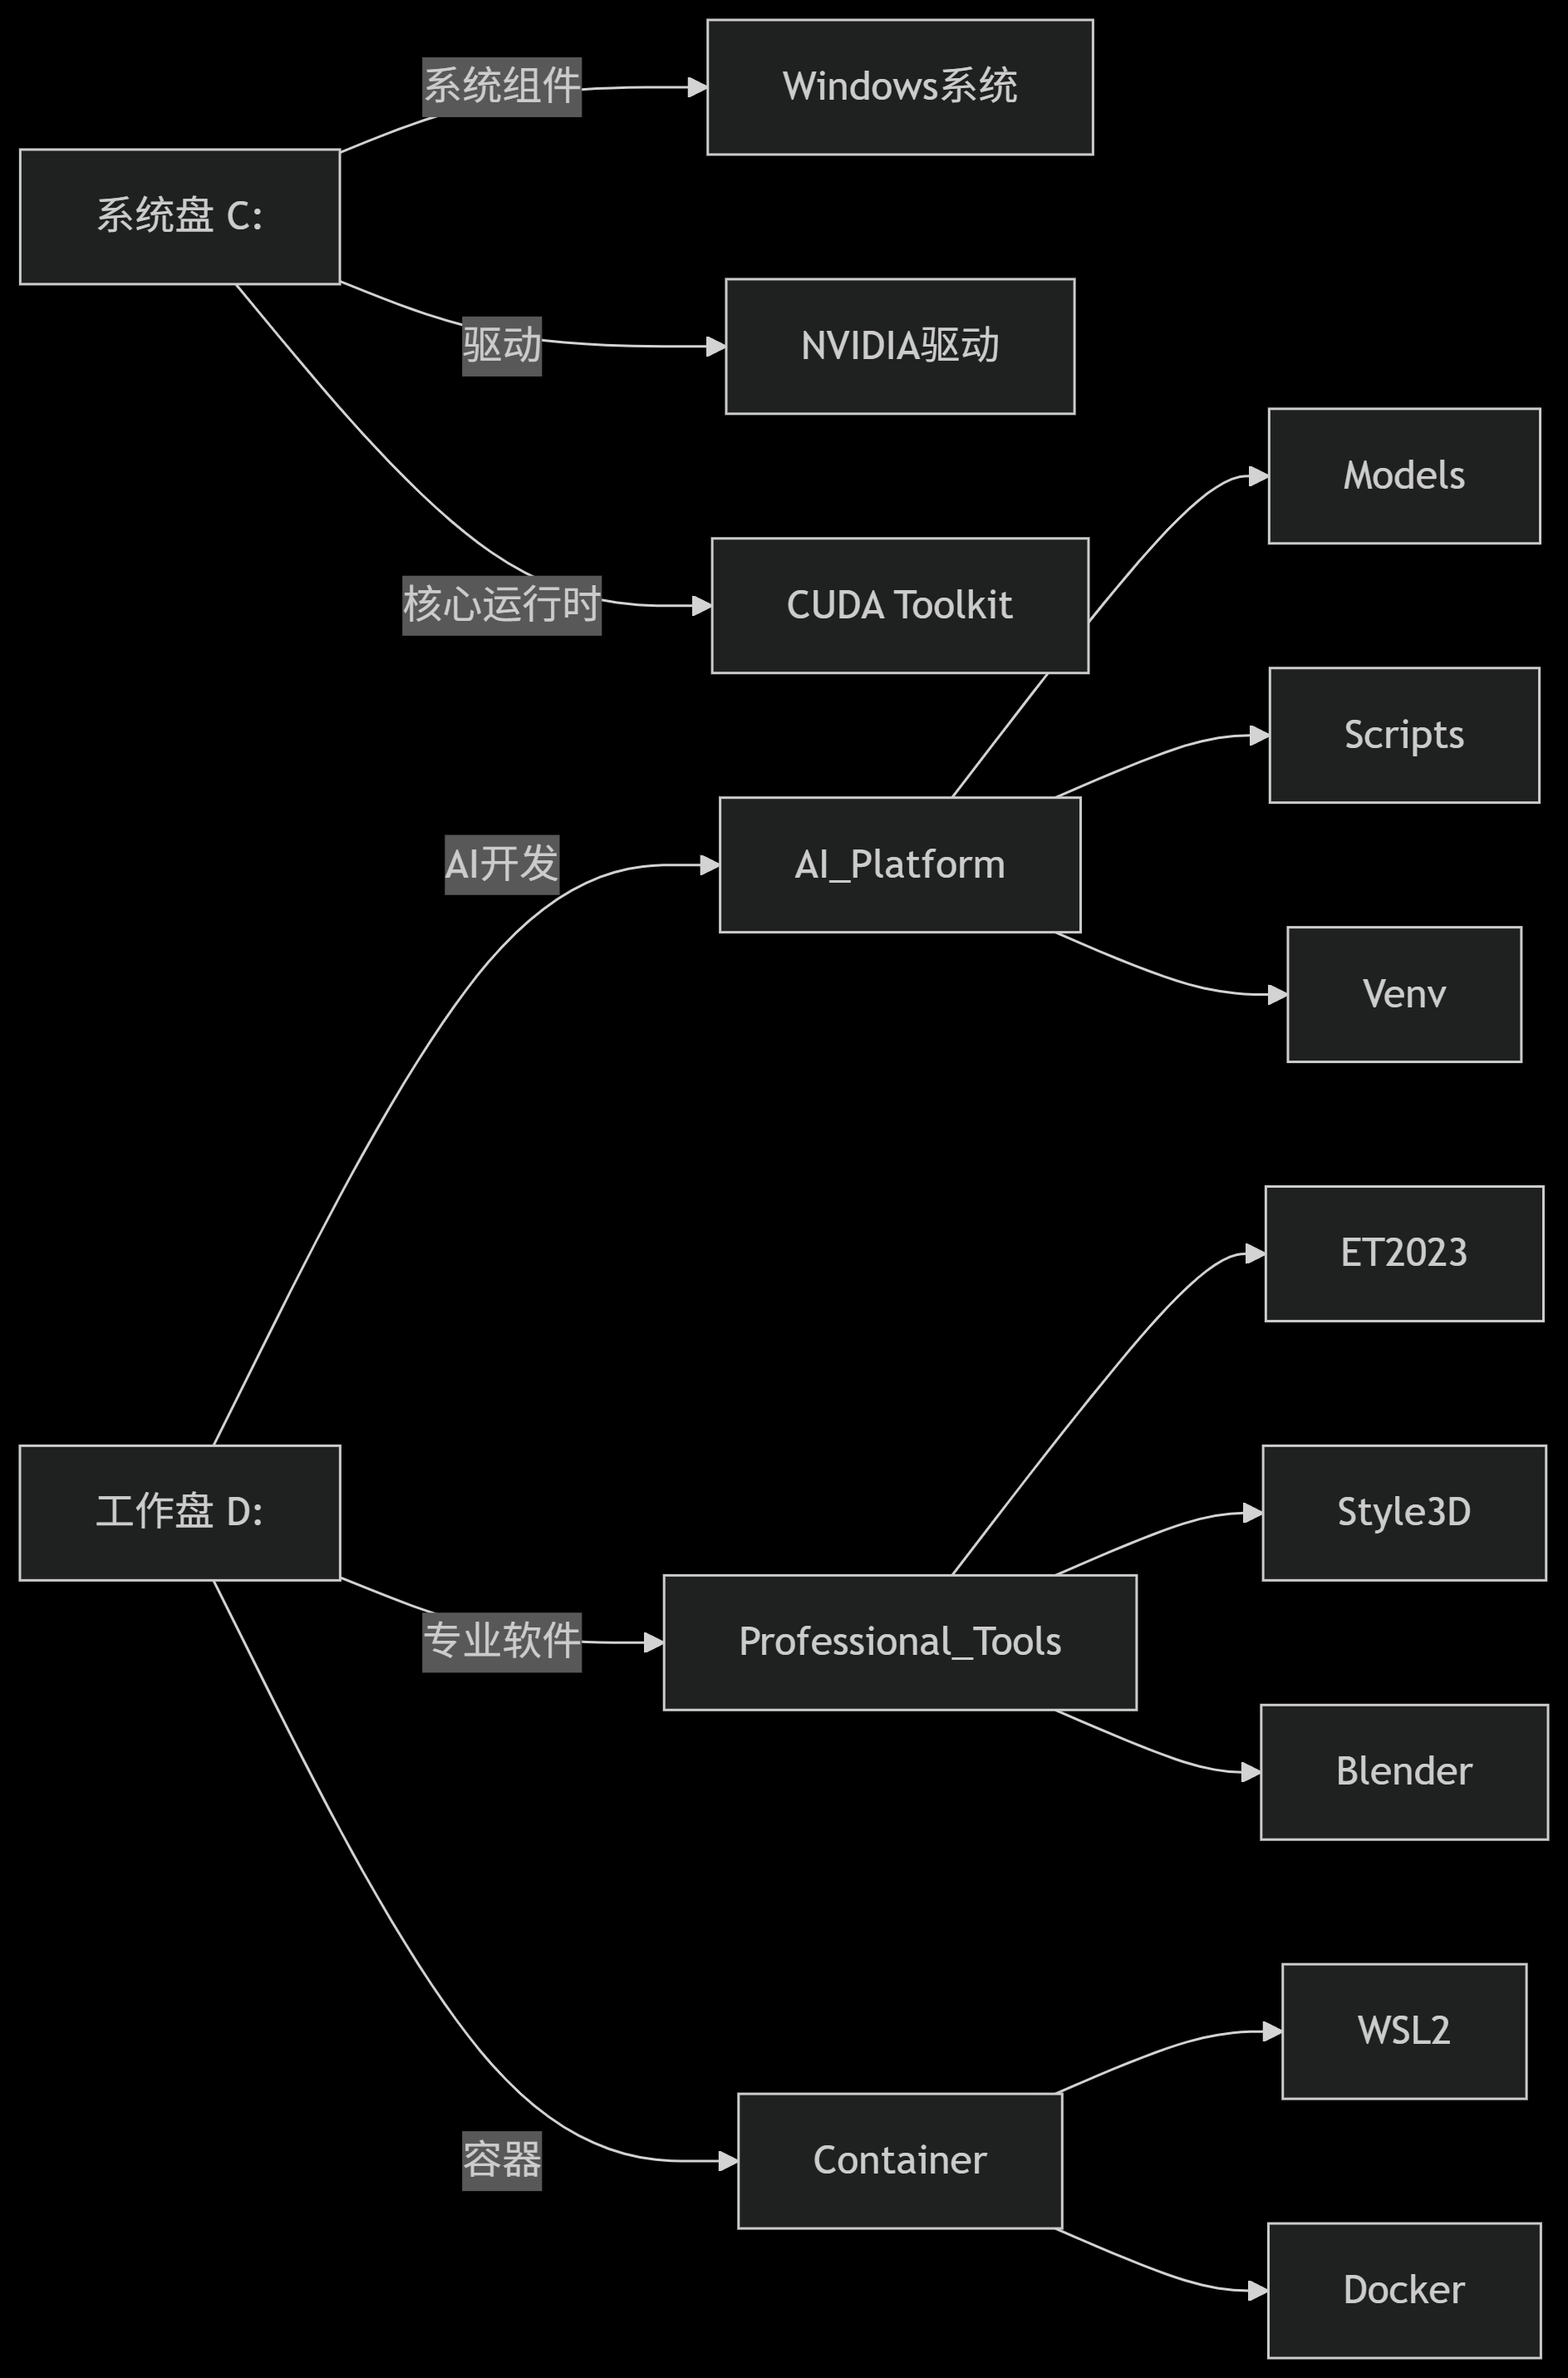 系统组件
Windows系统
系统盘 C:
驱动
NVIDIA驱动
Models
核心运行时
CUDA Toolkit
Scripts
AI开发
AI_Platform
Venv
ET2023
工作盘 D:
Style3D
专业软件
Professional_Tools
Blender
WSL2
容器
Container
Docker